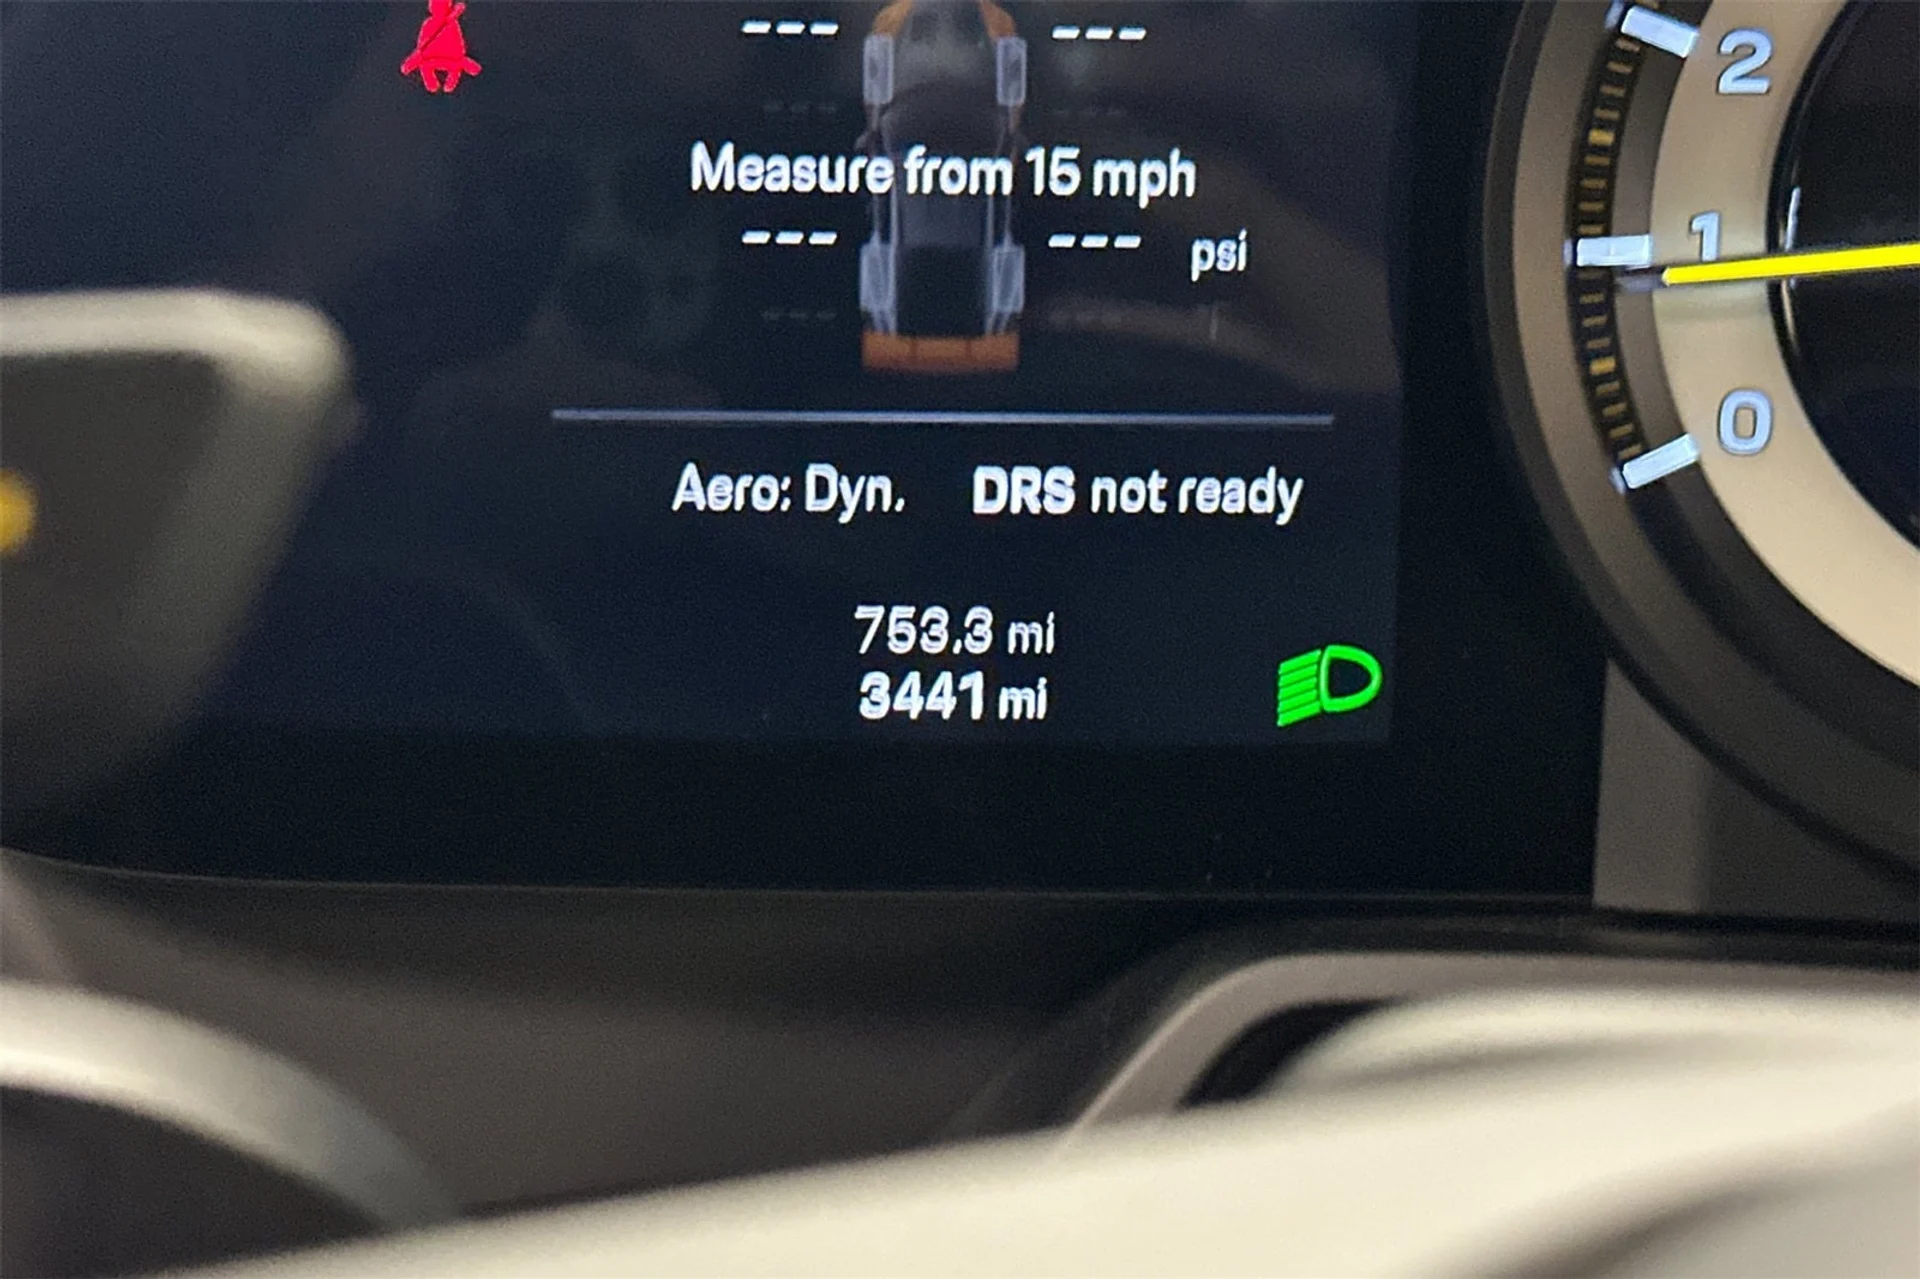 --- ---
Measure from 15 mph
--- --- psi
Aero: Dyn. DRS not ready
753.3 mi
3441 mi
2
1
0